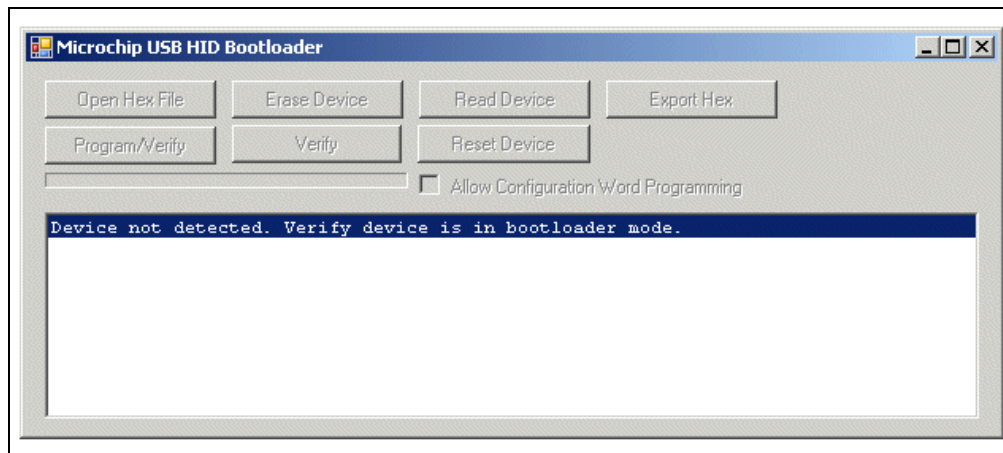 Microchip USB HID Bootloader
Open Hex File Erase Device Read Device Export Hex
Program/Verify Verify Reset Device
Allow Configuration Word Programming
Device not detected. Verify device is in bootloader mode.